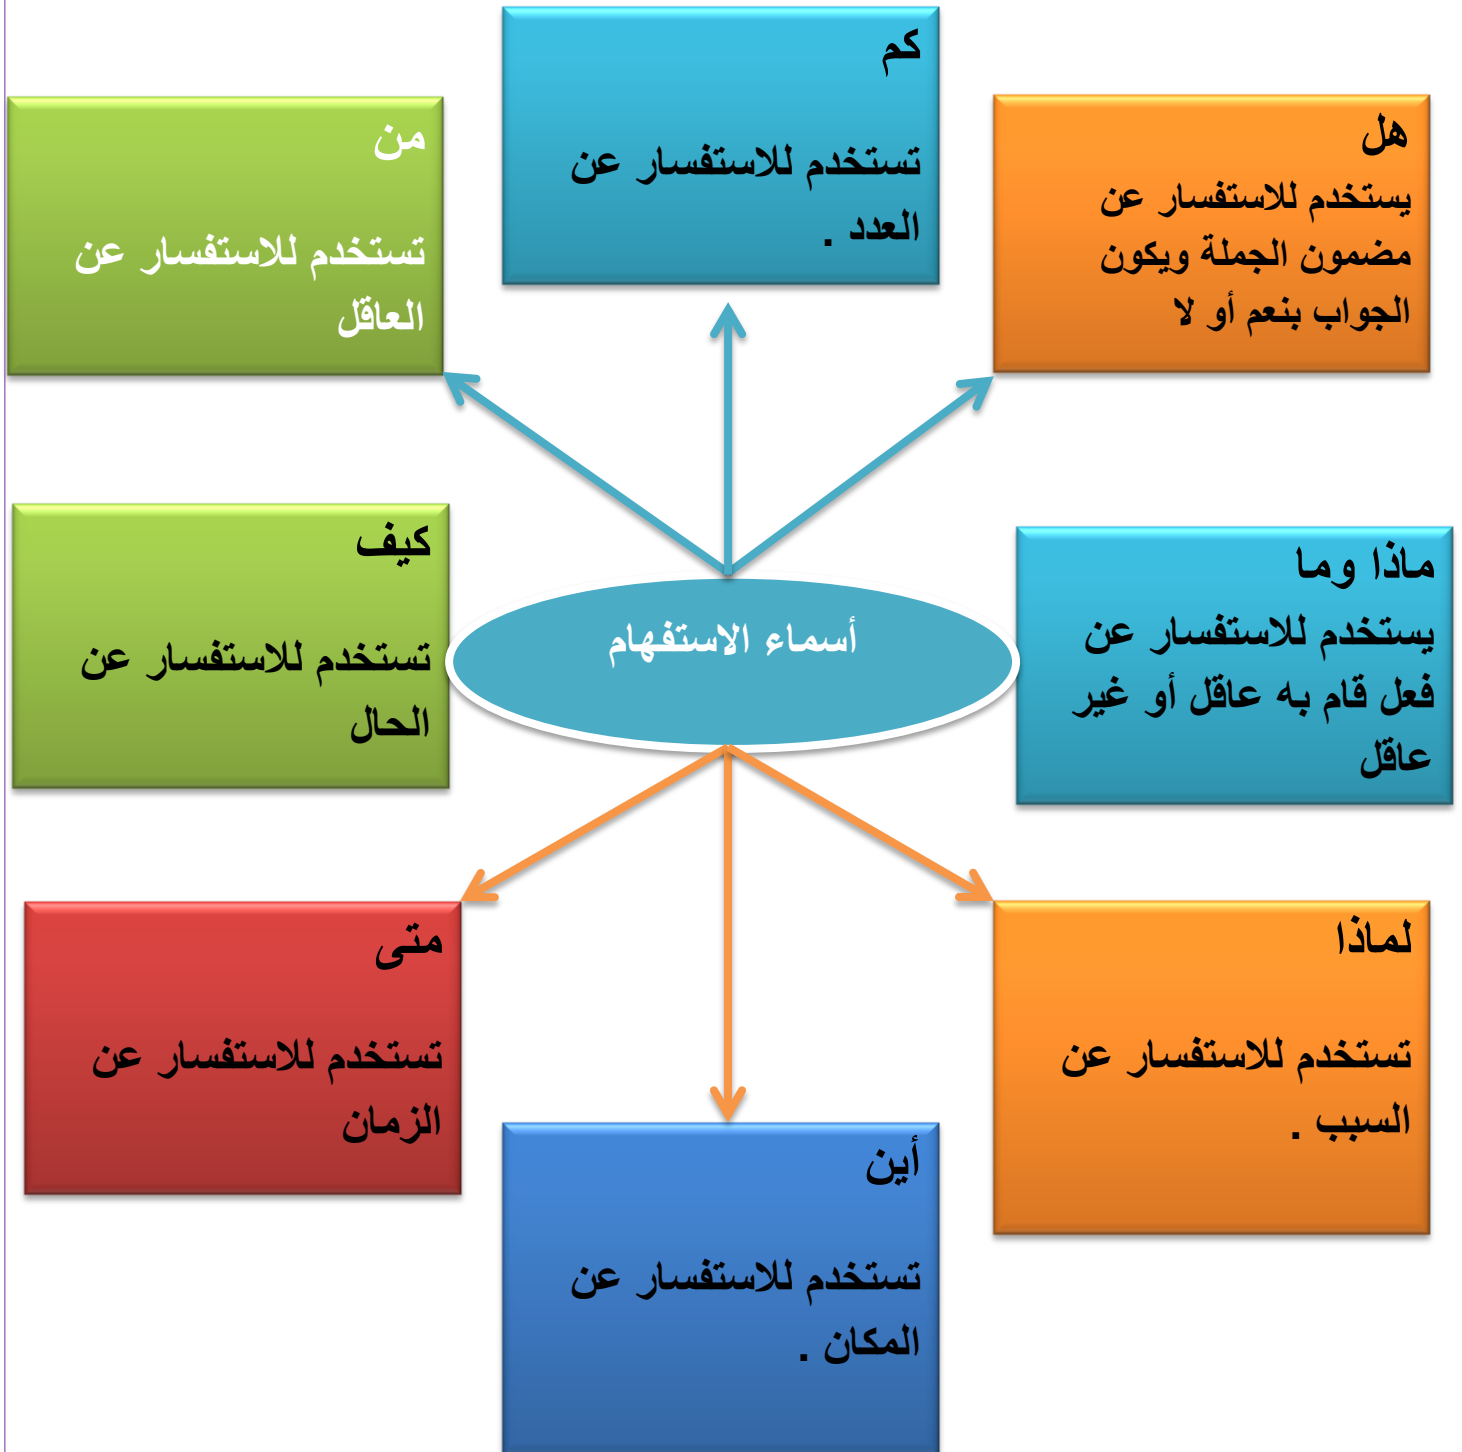 كم
تستخدم للاستفسار عن
العدد .
هل
يستخدم للاستفسار عن
مضمون الجملة ويكون
الجواب بنعم أو لا
من
تستخدم للاستفسار عن
العاقل
ماذا وما
يستخدم للاستفسار عن
فعل قام به عاقل أو غير
عاقل
أسماء الاستفهام
كيف
تستخدم للاستفسار عن
الحال
لماذا
تستخدم للاستفسار عن
السبب .
متى
تستخدم للاستفسار عن
الزمان
أين
تستخدم للاستفسار عن
المكان .